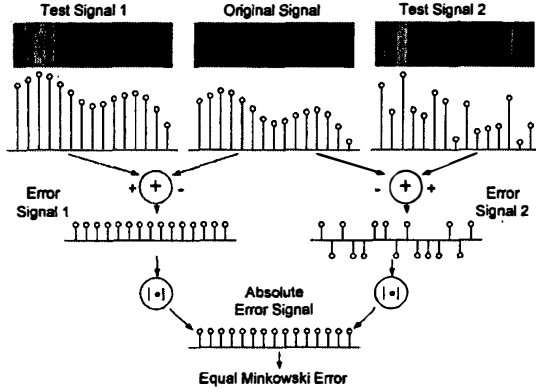 Test Signal 1 Original Signal Test Signal 2
+ + - - + +
Error
Signal 1
Error
Signal 2
|•| |•|
Absolute
Error Signal
Equal Minkowski Error